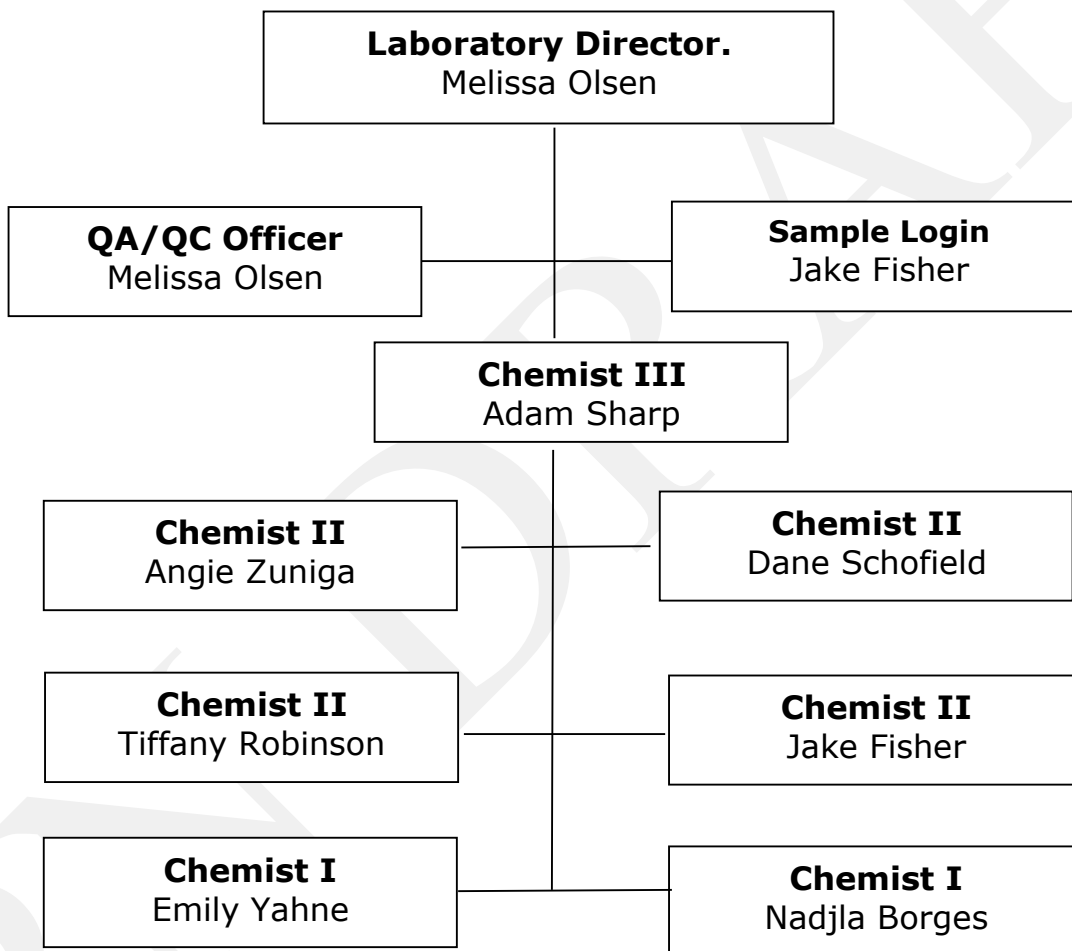 Laboratory Director.
Melissa Olsen
QA/QC Officer
Melissa Olsen
Sample Login
Jake Fisher
Chemist III
Adam Sharp
Chemist II
Angie Zuniga
Chemist II
Dane Schofield
Chemist II
Tiffany Robinson
Chemist II
Jake Fisher
Chemist I
Emily Yahne
Chemist I
Nadjla Borges